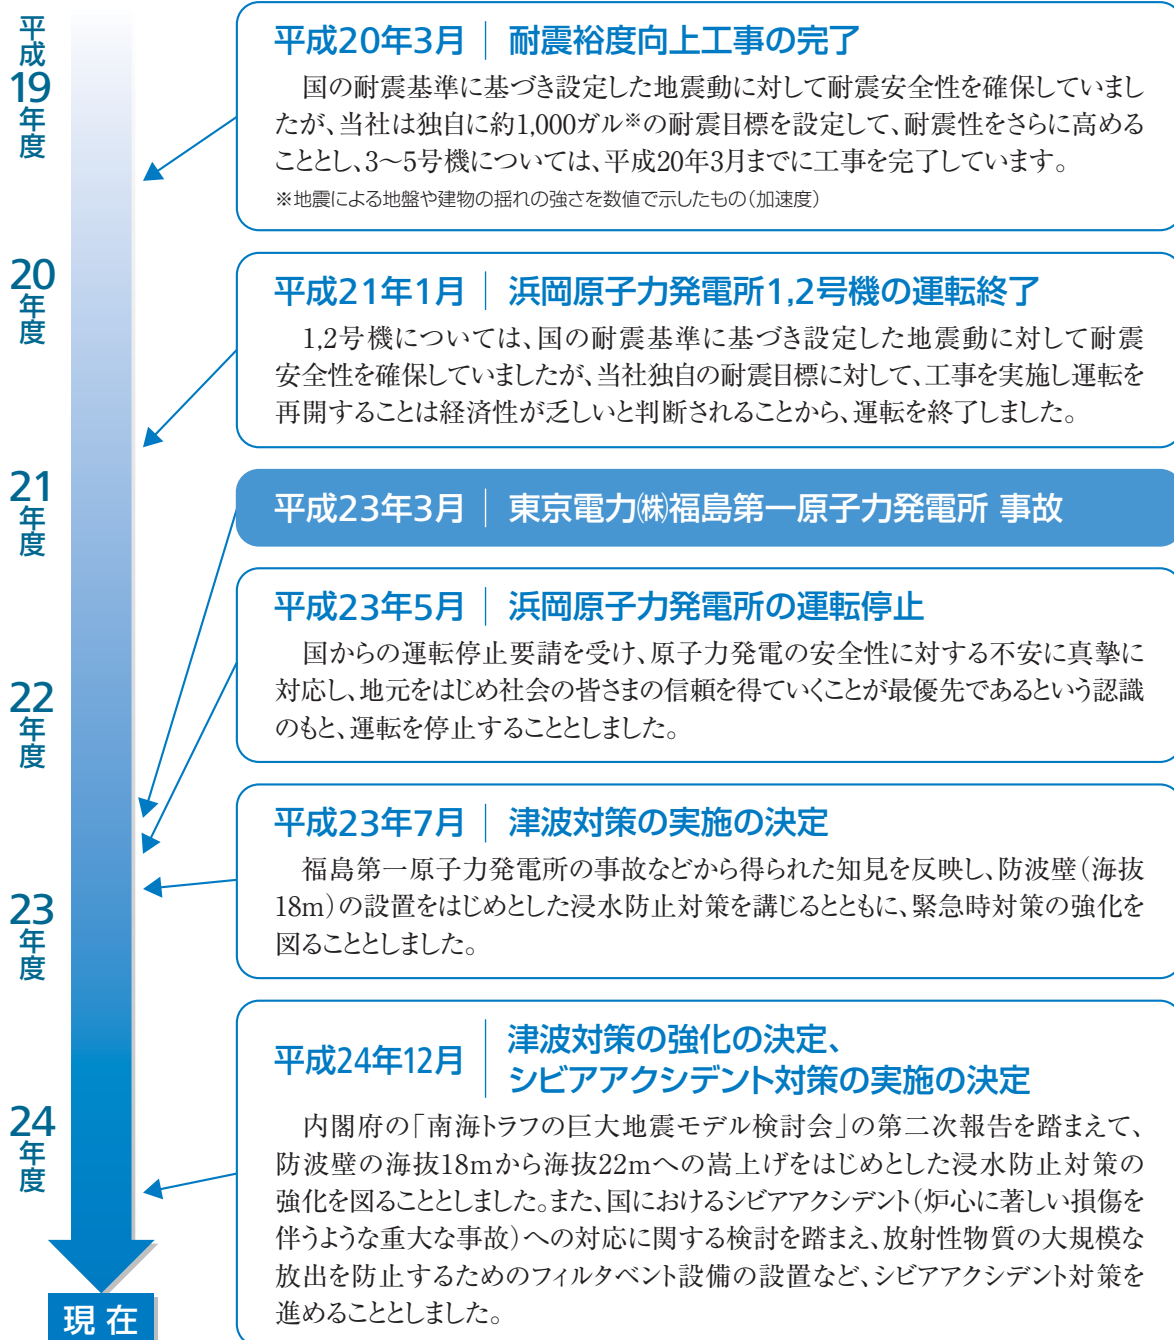 平成
19
年度
平成20年3月 耐震裕度向上工事の完了
国の耐震基準に基づき設定した地震動に対して耐震安全性を確保していまし
たが、当社は独自に約1,000ガル※の耐震目標を設定して、耐震性をさらに高める
こととし、3〜5号機については、平成20年3月までに工事を完了しています。
※地震による地盤や建物の揺れの強さを数値で示したもの（加速度）
20
年度
平成21年1月 浜岡原子力発電所1,2号機の運転終了
1,2号機については、国の耐震基準に基づき設定した地震動に対して耐震
安全性を確保していましたが、当社独自の耐震目標に対して、工事を実施し運転を
再開することは経済性が乏しいと判断されることから、運転を終了しました。
21
年度
平成23年3月 東京電力㈱福島第一原子力発電所 事故
平成23年5月 浜岡原子力発電所の運転停止
国からの運転停止要請を受け、原子力発電の安全性に対する不安に真摯に
対応し、地元をはじめ社会の皆さまの信頼を得ていくことが最優先であるという認識
のもと、運転を停止することとしました。
22
年度
平成23年7月 津波対策の実施の決定
福島第一原子力発電所の事故などから得られた知見を反映し、防波壁（海抜
18m）の設置をはじめとした浸水防止対策を講じるとともに、緊急時対策の強化を
図ることとしました。
23
年度
平成24年12月 津波対策の強化の決定、
シビアアクシデント対策の実施の決定
内閣府の「南海トラフの巨大地震モデル検討会」の第二次報告を踏まえて、
防波壁の海抜18mから海抜22mへの嵩上げをはじめとした浸水防止対策の
強化を図ることとしました。また、国におけるシビアアクシデント（炉心に著しい損傷を
伴うような重大な事故）への対応に関する検討を踏まえ、放射性物質の大規模な
放出を防止するためのフィルタベント設備の設置など、シビアアクシデント対策を
進めることとしました。
24
年度
現在